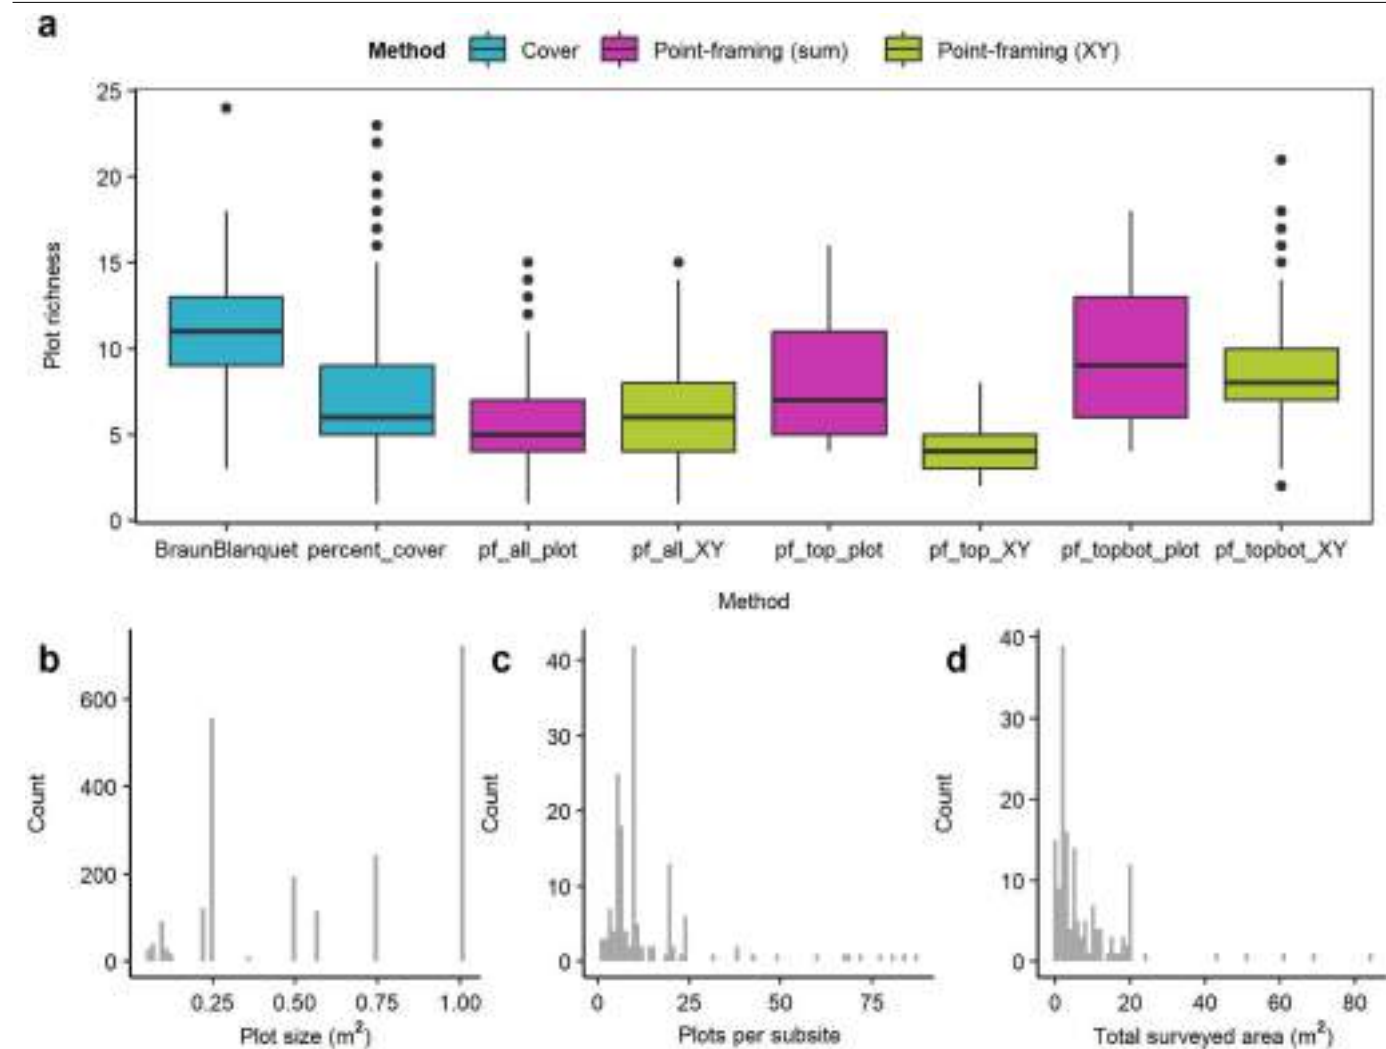 a
Method Cover Point-framing (sum) Point-framing (XY)
25
20
15
10
5
0
Plot richness
BraunBlanquet percent_cover pf_all_plot pf_all_XY pf_top_plot pf_top_XY pf_topbot_plot pf_topbot_XY
Method
b
600
400
200
0
Count
0.25 0.50 0.75 1.00
Plot size (m²)
c
40
30
20
10
0
Count
0 25 50 75
Plots per subsite
d
40
30
20
10
0
Count
0 20 40 60 80
Total surveyed area (m²)